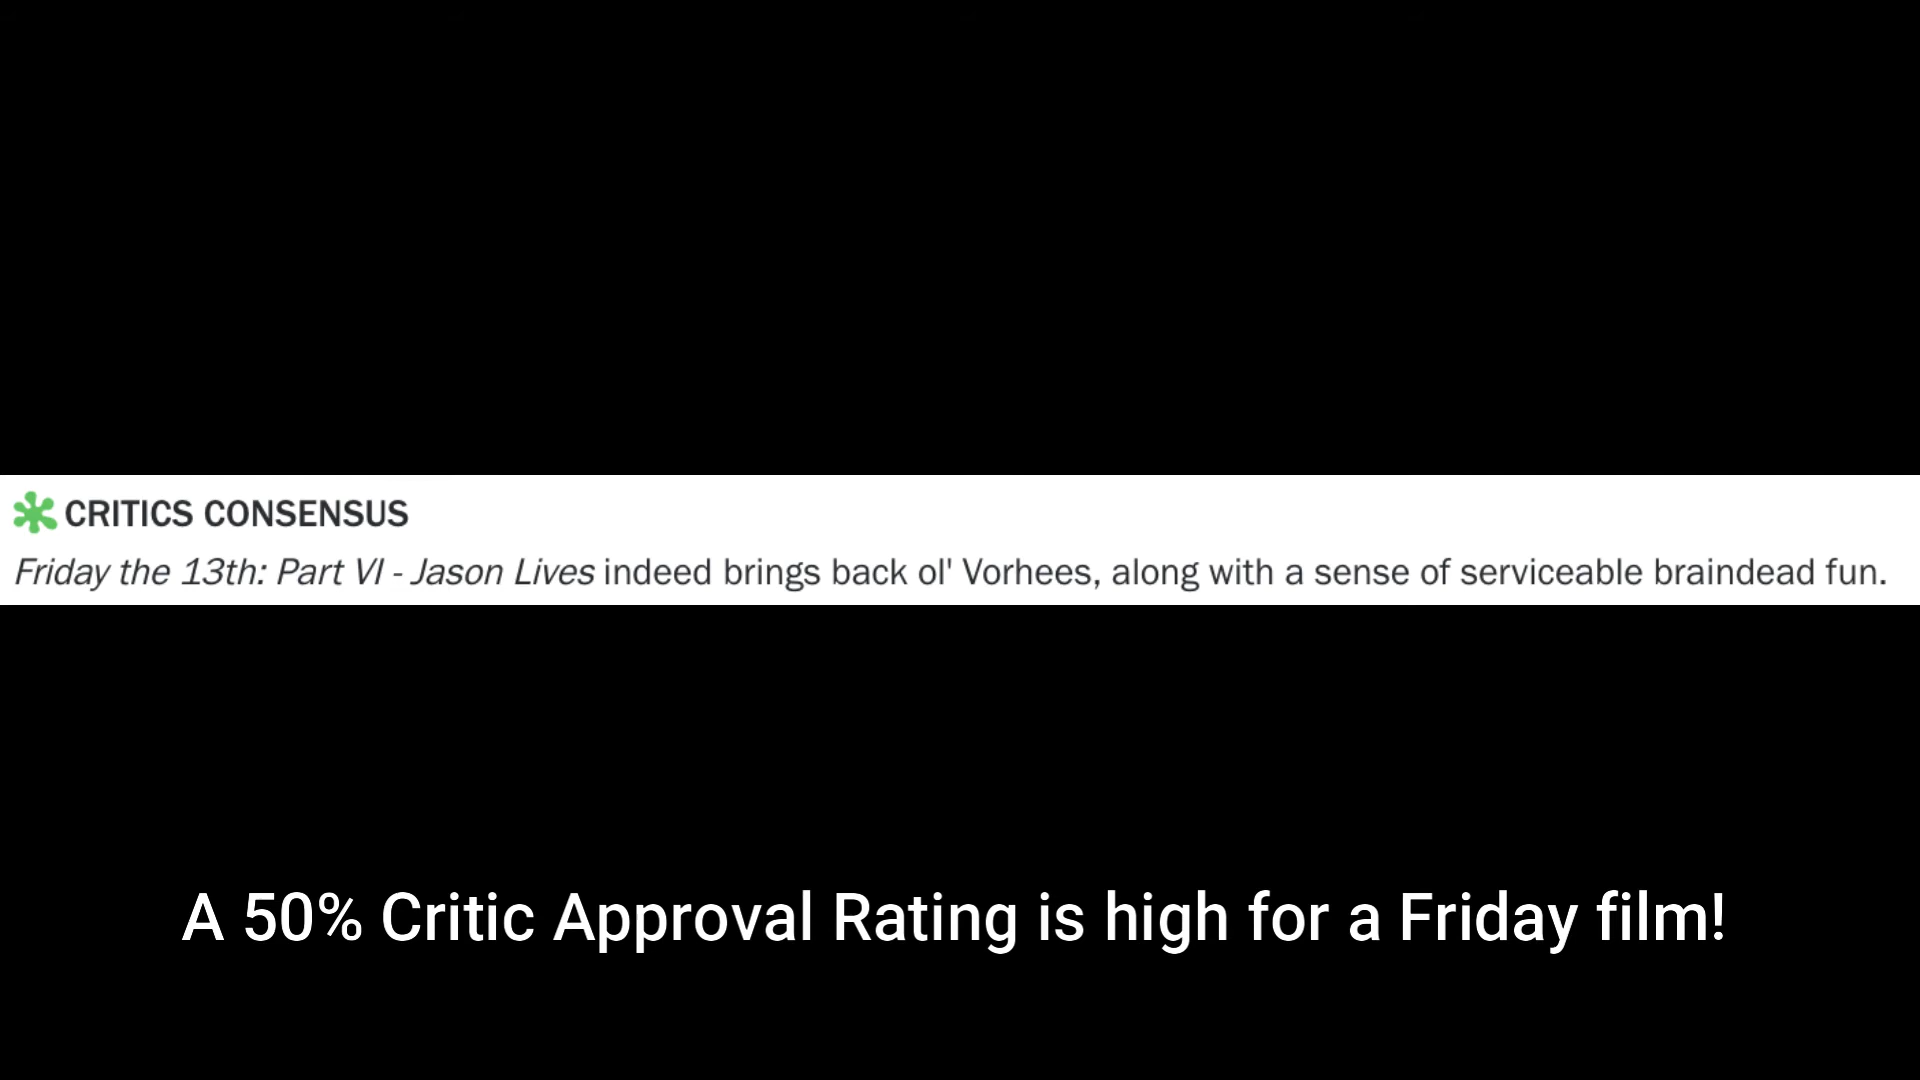 CRITICS CONSENSUS
Friday the 13th: Part VI - Jason Lives indeed brings back ol' Vorhees, along with a sense of serviceable braindead fun.
A 50% Critic Approval Rating is high for a Friday film!